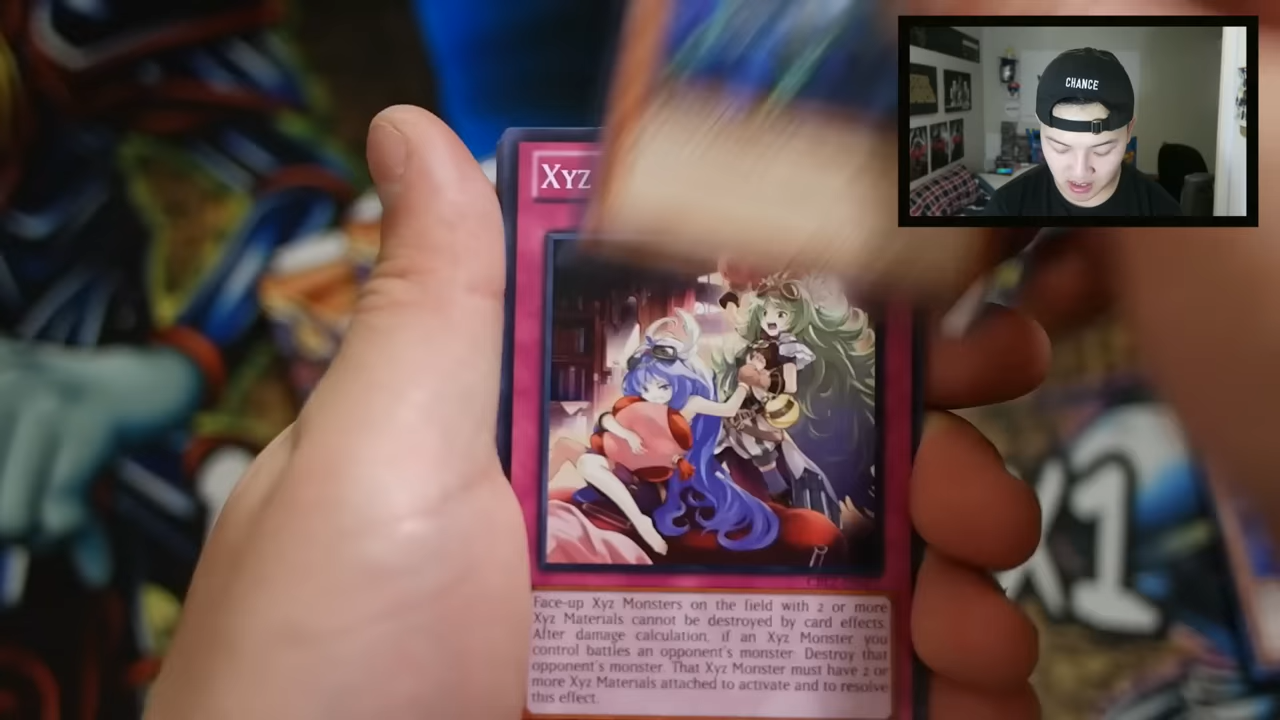 CHANCE
Xyz
X1
Face-up Xyz Monsters on the field with 2 or more
Xyz Materials cannot be destroyed by card effects.
After damage calculation, if an Xyz Monster you
control battles an opponent's monster: Destroy that
opponent's monster. That Xyz Monster must have 2 or
more Xyz Materials attached to activate and to resolve
this effect.